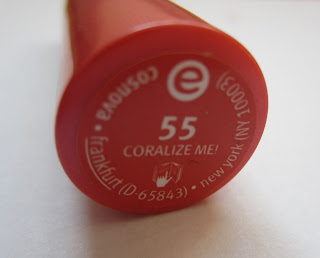 e
55
CORALIZE ME!
cosnova • frankfurt (D-65843) • new york (NY 10003)